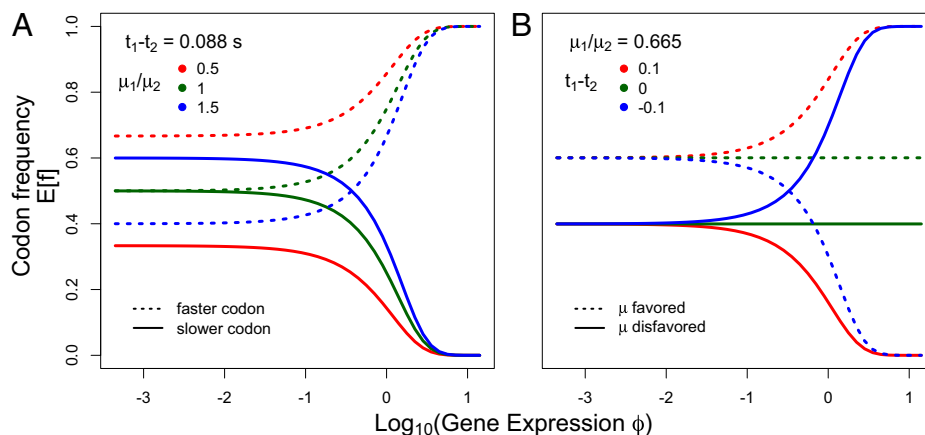 A
t₁-t₂ = 0.088 s
μ₁/μ₂
0.5
1
1.5
faster codon
slower codon
Codon frequency
E[f]
0.0
0.2
0.4
0.6
0.8
1.0
-3
-2
-1
0
1
B
μ₁/μ₂ = 0.665
t₁-t₂
0.1
0
-0.1
μ favored
μ disfavored
-3
-2
-1
0
1
Log₁₀(Gene Expression ϕ)